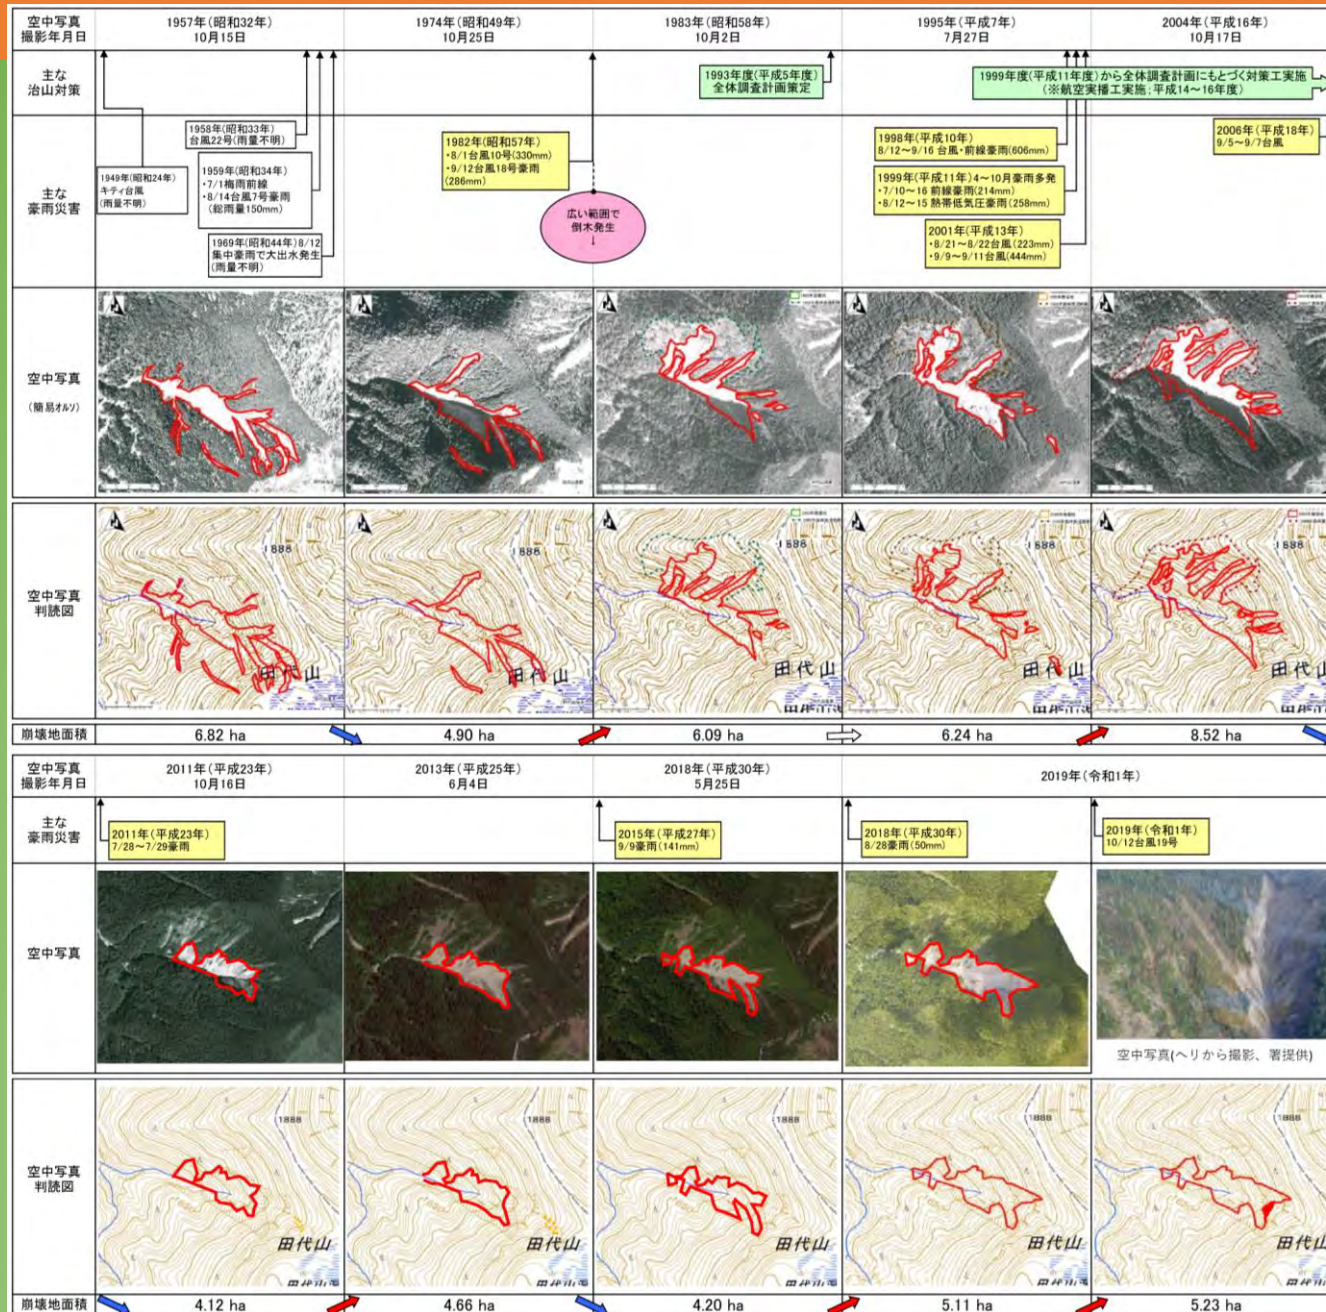 空中写真
撮影年月日
1957年(昭和32年)
10月15日
1974年(昭和49年)
10月25日
1983年(昭和58年)
10月2日
1995年(平成7年)
7月27日
2004年(平成16年)
10月17日
主な
治山対策
1993年度(平成5年度)
全体調査計画策定
1999年度(平成11年度)から全体調査計画にもとづく対策工実施
(※航空実播工実施;平成14～16年度)
主な
豪雨災害
1949年(昭和24年)
キティ台風
(雨量不明)
1958年(昭和33年)
台風22号(雨量不明)
1959年(昭和34年)
・7/1梅雨前線
・8/14台風7号豪雨
(総雨量150mm)
1969年(昭和44年)8/12
集中豪雨で大出水発生
(雨量不明)
1982年(昭和57年)
・8/1台風10号(330mm)
・9/12台風18号豪雨
(286mm)
広い範囲で
倒木発生
↓
1998年(平成10年)
8/12～9/16 台風・前線豪雨(606mm)
1999年(平成11年)4～10月豪雨多発
・7/10～16 前線豪雨(214mm)
・8/12～15 熱帯低気圧豪雨(258mm)
2001年(平成13年)
・8/21～8/22台風(223mm)
・9/9～9/11台風(444mm)
2006年(平成18年)
9/5～9/7台風
空中写真
(簡易オルソ)
空中写真
判読図
1888
田代山
1888
田代山
1888
田代山
1888
田代山
1888
田代山
崩壊地面積
6.82 ha
4.90 ha
6.09 ha
6.24 ha
8.52 ha
空中写真
撮影年月日
2011年(平成23年)
10月16日
2013年(平成25年)
6月4日
2018年(平成30年)
5月25日
2019年(令和1年)
主な
豪雨災害
2011年(平成23年)
7/28～7/29豪雨
2015年(平成27年)
9/9豪雨(141mm)
2018年(平成30年)
8/28豪雨(50mm)
2019年(令和1年)
10/12台風19号
空中写真
空中写真(ヘリから撮影、署提供)
空中写真
判読図
1888
田代山
1888
田代山
1888
田代山
1888
田代山
1888
田代山
崩壊地面積
4.12 ha
4.66 ha
4.20 ha
5.11 ha
5.23 ha